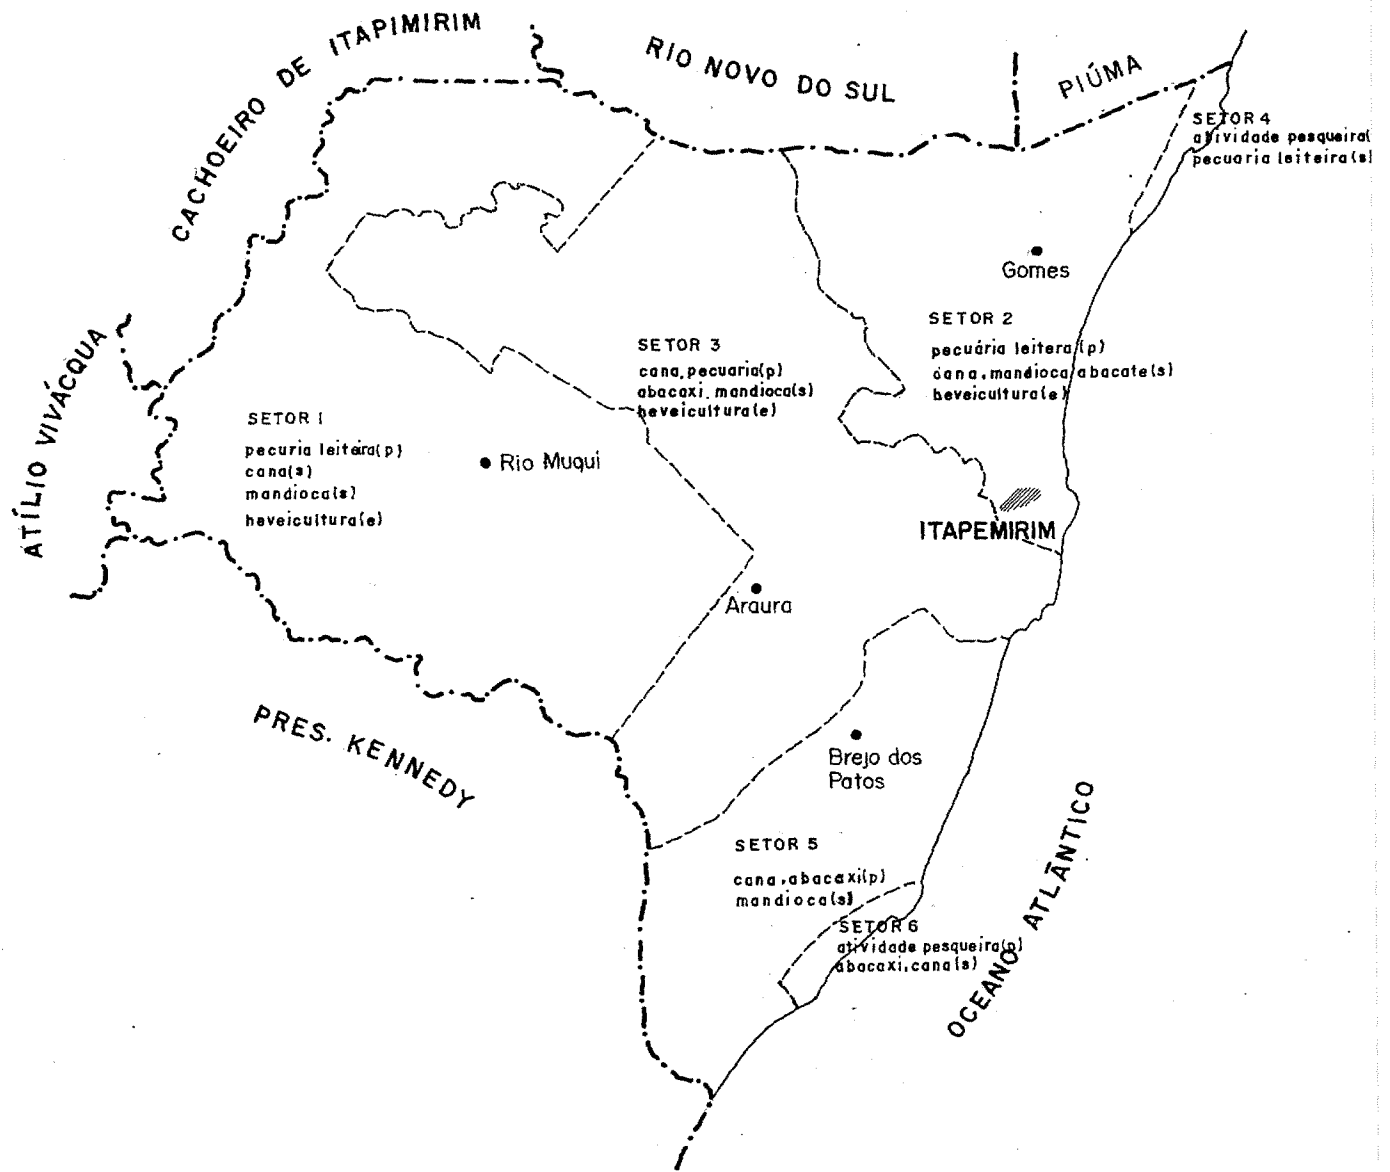 CACHOEIRO DE ITAPIMIRIM
RIO NOVO DO SUL
PIÚMA
SETOR 4
atividade pesqueira(
pecuaria leiteira(s)
Gomes
SETOR 2
pecuária leitera (p)
cana, mandioca, abacate(s)
heveicultura(e)
SETOR 3
cana, pecuaria(p)
abacaxi, mandioca(s)
heveicultura(e)
ATÍLIO VIVÁCQUA
SETOR 1
pecuria leiteira(p)
cana(s)
mandioca(s)
heveicultura(e)
Rio Muqui
ITAPEMIRIM
Araura
PRES. KENNEDY
Brejo dos
Patos
SETOR 5
cana, abacaxi(p)
mandioca(s)
SETOR 6
atividade pesqueira(p)
abacaxi, cana(s)
OCEANO ATLÂNTICO